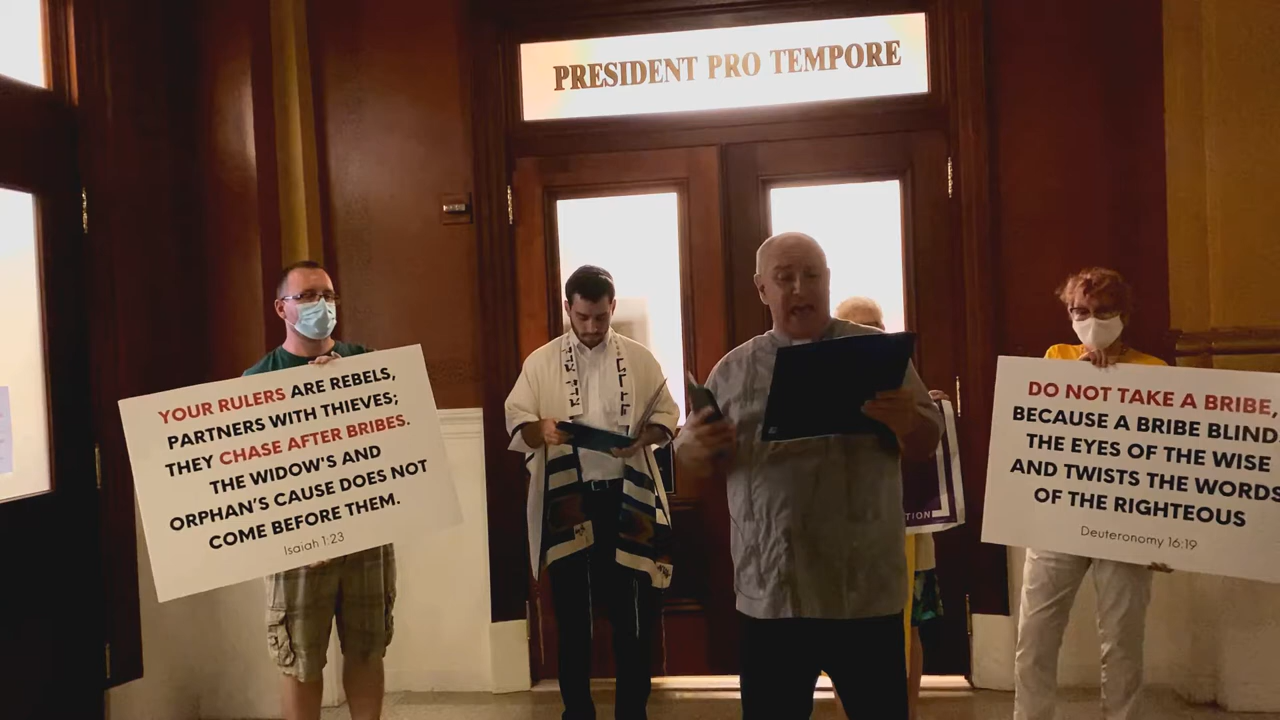 PRESIDENT PRO TEMPORE
YOUR RULERS ARE REBELS,
PARTNERS WITH THIEVES;
THEY CHASE AFTER BRIBES.
THE WIDOW'S AND
ORPHAN'S CAUSE DOES NOT
COME BEFORE THEM.
Isaiah 1:23
DO NOT TAKE A BRIBE,
BECAUSE A BRIBE BLIND
THE EYES OF THE WISE
AND TWISTS THE WORDS
OF THE RIGHTEOUS
Deuteronomy 16:19
TION